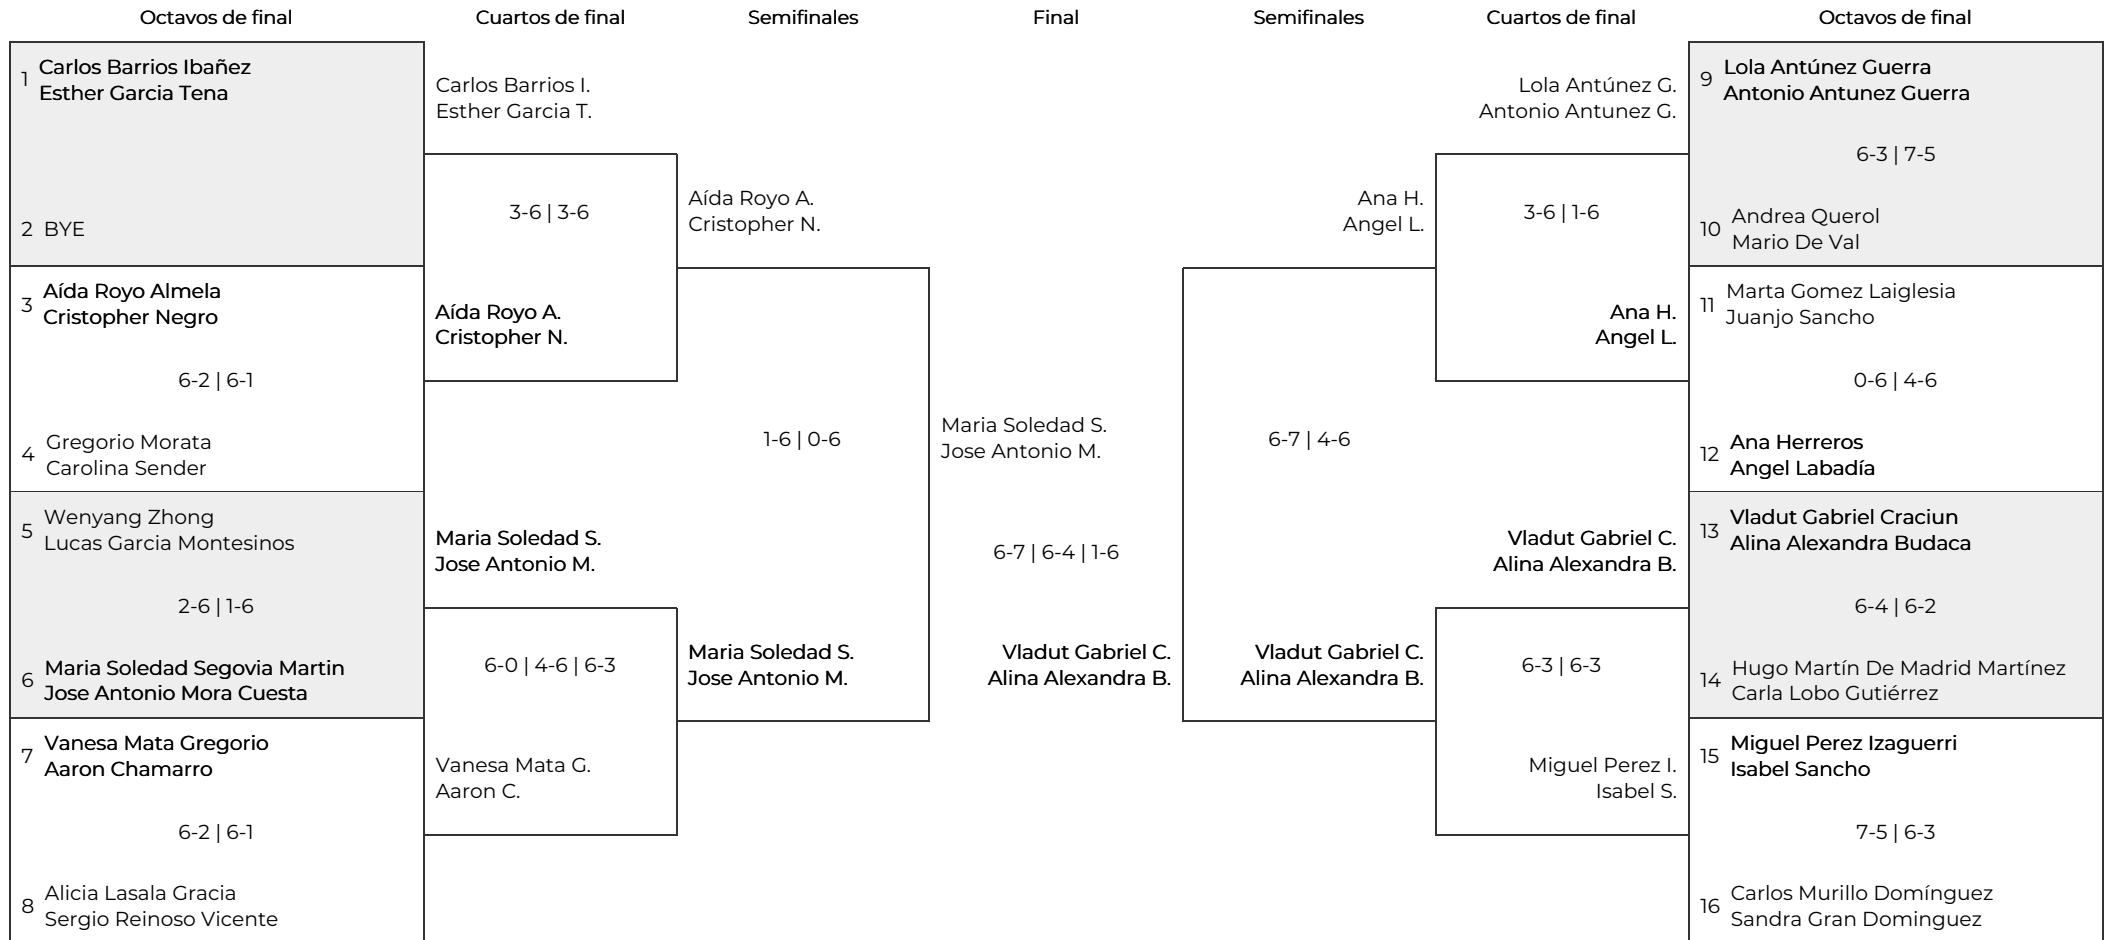 Octavos de final
Cuartos de final
Semifinales
Final
Semifinales
Cuartos de final
Octavos de final
1
Carlos Barrios Ibañez
Esther Garcia Tena
2 BYE
3
Aída Royo Almela
Cristopher Negro
6-2 | 6-1
4
Gregorio Morata
Carolina Sender
5
Wenyang Zhong
Lucas Garcia Montesinos
2-6 | 1-6
6
Maria Soledad Segovia Martin
Jose Antonio Mora Cuesta
7
Vanesa Mata Gregorio
Aaron Chamarro
6-2 | 6-1
8
Alicia Lasala Gracia
Sergio Reinoso Vicente
Carlos Barrios I.
Esther Garcia T.
3-6 | 3-6
Aída Royo A.
Cristopher N.
Maria Soledad S.
Jose Antonio M.
6-0 | 4-6 | 6-3
Vanesa Mata G.
Aaron C.
Aída Royo A.
Cristopher N.
1-6 | 0-6
Maria Soledad S.
Jose Antonio M.
Maria Soledad S.
Jose Antonio M.
6-7 | 6-4 | 1-6
Vladut Gabriel C.
Alina Alexandra B.
Ana H.
Angel L.
6-7 | 4-6
Vladut Gabriel C.
Alina Alexandra B.
Lola Antúnez G.
Antonio Antunez G.
3-6 | 1-6
Ana H.
Angel L.
Vladut Gabriel C.
Alina Alexandra B.
6-3 | 6-3
Miguel Perez I.
Isabel S.
9
Lola Antúnez Guerra
Antonio Antunez Guerra
6-3 | 7-5
10
Andrea Querol
Mario De Val
11
Marta Gomez Laiglesia
Juanjo Sancho
0-6 | 4-6
12
Ana Herreros
Angel Labadía
13
Vladut Gabriel Craciun
Alina Alexandra Budaca
6-4 | 6-2
14
Hugo Martín De Madrid Martínez
Carla Lobo Gutiérrez
15
Miguel Perez Izaguerri
Isabel Sancho
7-5 | 6-3
16
Carlos Murillo Domínguez
Sandra Gran Dominguez